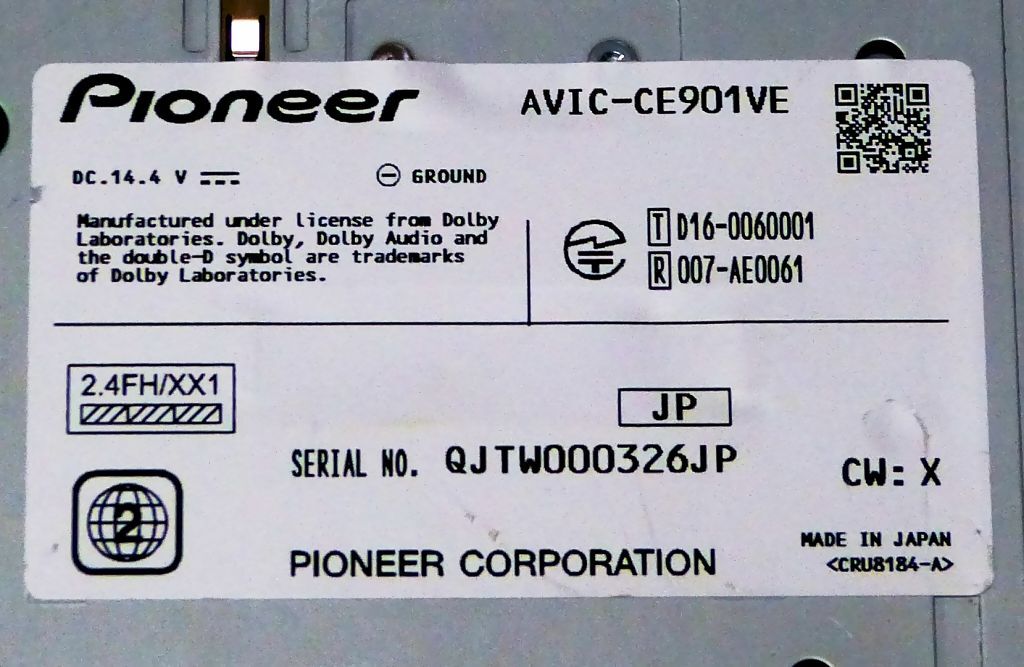 Pioneer
AVIC-CE901VE
DC.14.4 V
GROUND
Manufactured under license from Dolby
Laboratories. Dolby, Dolby Audio and
the double-D symbol are trademarks
of Dolby Laboratories.
T D16-0060001
R 007-AE0061
2.4FH/XX1
JP
SERIAL NO. QJTW000326JP
CW: X
2
PIONEER CORPORATION
MADE IN JAPAN
<CRU8184-A>